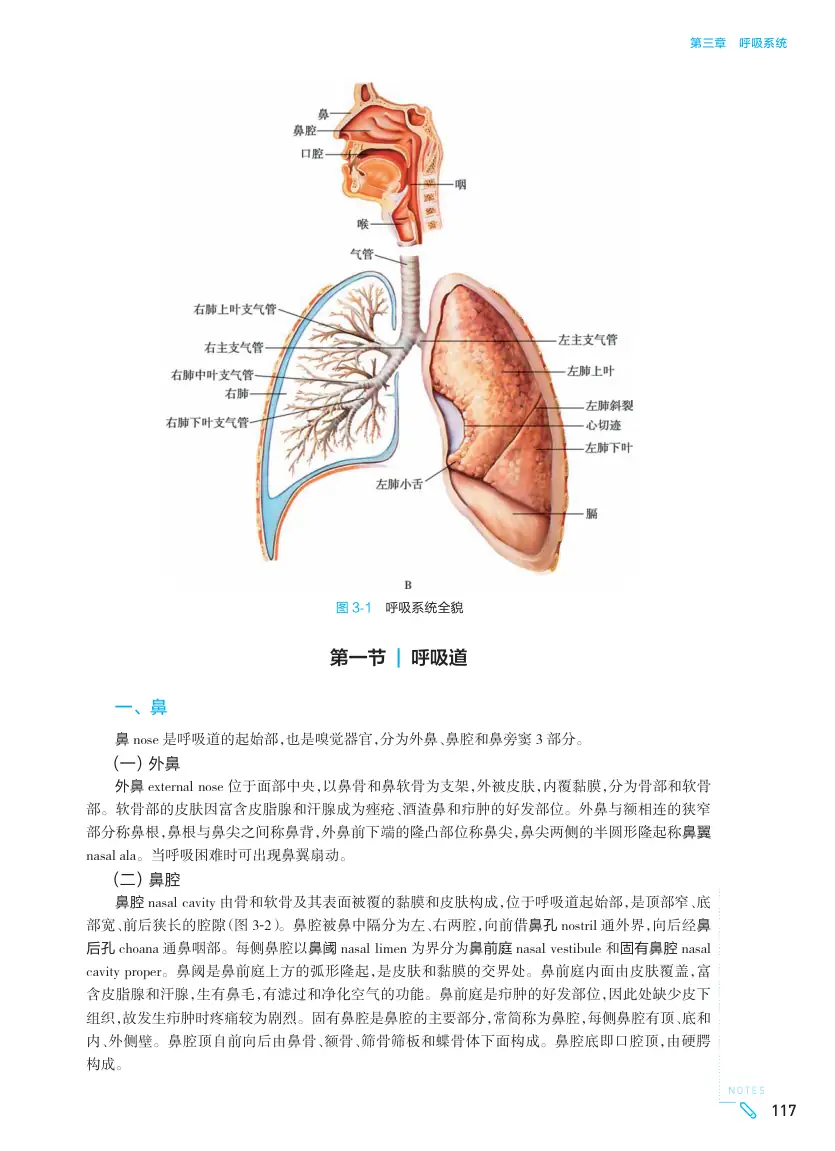 第三章 呼吸系统
鼻
鼻腔
口腔
咽
喉
气管
右肺上叶支气管
左主支气管
右主支气管
左肺上叶
右肺中叶支气管
右肺
左肺斜裂
右肺下叶支气管
心切迹
左肺下叶
左肺小舌
膈
B
图 3-1 呼吸系统全貌
第一节 | 呼吸道
一、鼻
鼻 nose 是呼吸道的起始部,也是嗅觉器官,分为外鼻、鼻腔和鼻旁窦 3 部分。
(一) 外鼻
外鼻 external nose 位于面部中央,以鼻骨和鼻软骨为支架,外被皮肤,内覆黏膜,分为骨部和软骨
部。软骨部的皮肤因富含皮脂腺和汗腺成为痤疮、酒渣鼻和疖肿的好发部位。外鼻与额相连的狭窄
部分称鼻根,鼻根与鼻尖之间称鼻背,外鼻前下端的隆凸部位称鼻尖,鼻尖两侧的半圆形隆起称鼻翼
nasal ala。当呼吸困难时可出现鼻翼扇动。
(二) 鼻腔
鼻腔 nasal cavity 由骨和软骨及其表面被覆的黏膜和皮肤构成,位于呼吸道起始部,是顶部窄、底
部宽、前后狭长的腔隙(图 3-2)。鼻腔被鼻中隔分为左、右两腔,向前借鼻孔 nostril 通外界,向后经鼻
后孔 choana 通鼻咽部。每侧鼻腔以鼻阈 nasal limen 为界分为鼻前庭 nasal vestibule 和固有鼻腔 nasal
cavity proper。鼻阈是鼻前庭上方的弧形隆起,是皮肤和黏膜的交界处。鼻前庭内面由皮肤覆盖,富
含皮脂腺和汗腺,生有鼻毛,有滤过和净化空气的功能。鼻前庭是疖肿的好发部位,因此处缺少皮下
组织,故发生疖肿时疼痛较为剧烈。固有鼻腔是鼻腔的主要部分,常简称为鼻腔,每侧鼻腔有顶、底和
内、外侧壁。鼻腔顶自前向后由鼻骨、额骨、筛骨筛板和蝶骨体下面构成。鼻腔底即口腔顶,由硬腭
构成。
NOTES
117